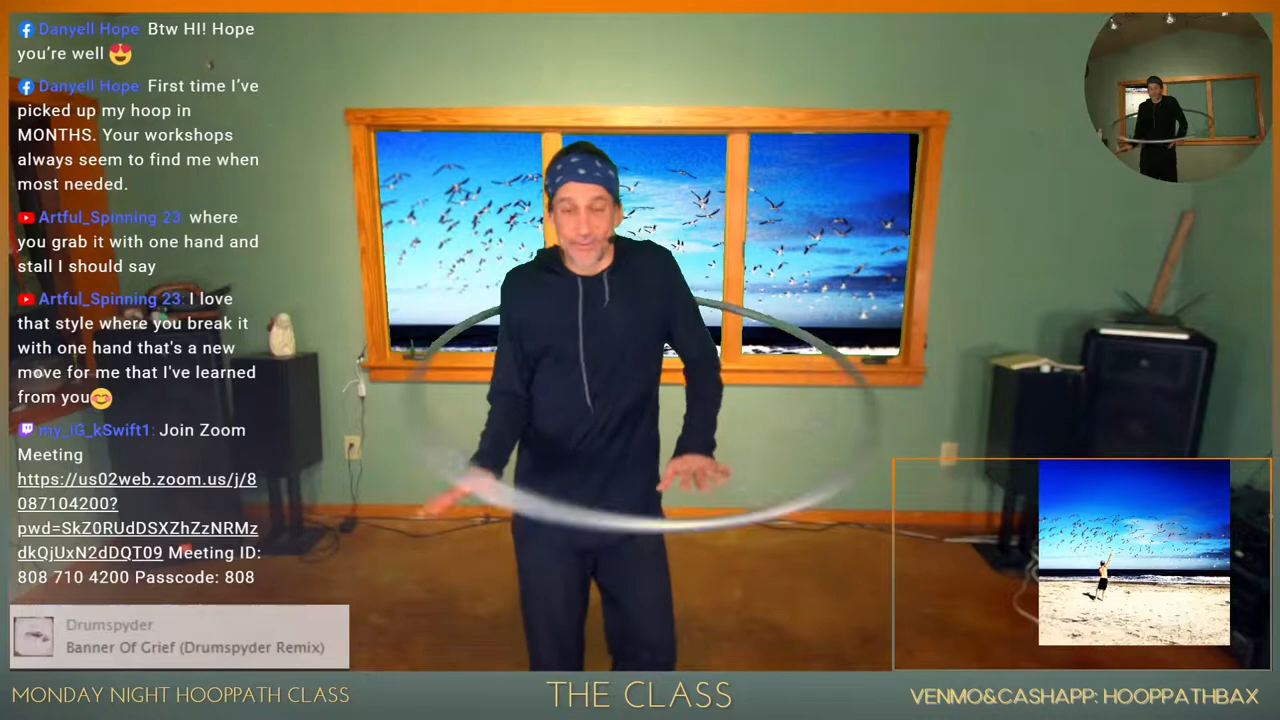 Danyell Hope Btw HI! Hope
you're well 😍
Danyell Hope First time I've
picked up my hoop in
MONTHS. Your workshops
always seem to find me when
most needed.
Artful_Spinning 23 where
you grab it with one hand and
stall I should say
Artful_Spinning 23: I love
that style where you break it
with one hand that's a new
move for me that I've learned
from you😊
my_iG_kSwift1: Join Zoom
Meeting
https://us02web.zoom.us/j/8
087104200?
pwd=SkZ0RUdDSXZhZzNRMz
dkQjUxN2dDQT09 Meeting ID:
808 710 4200 Passcode: 808
Drumspyder
Banner Of Grief (Drumspyder Remix)
MONDAY NIGHT HOOPPATH CLASS
THE CLASS
VENMO&CASHAPP: HOOPPATHBAX